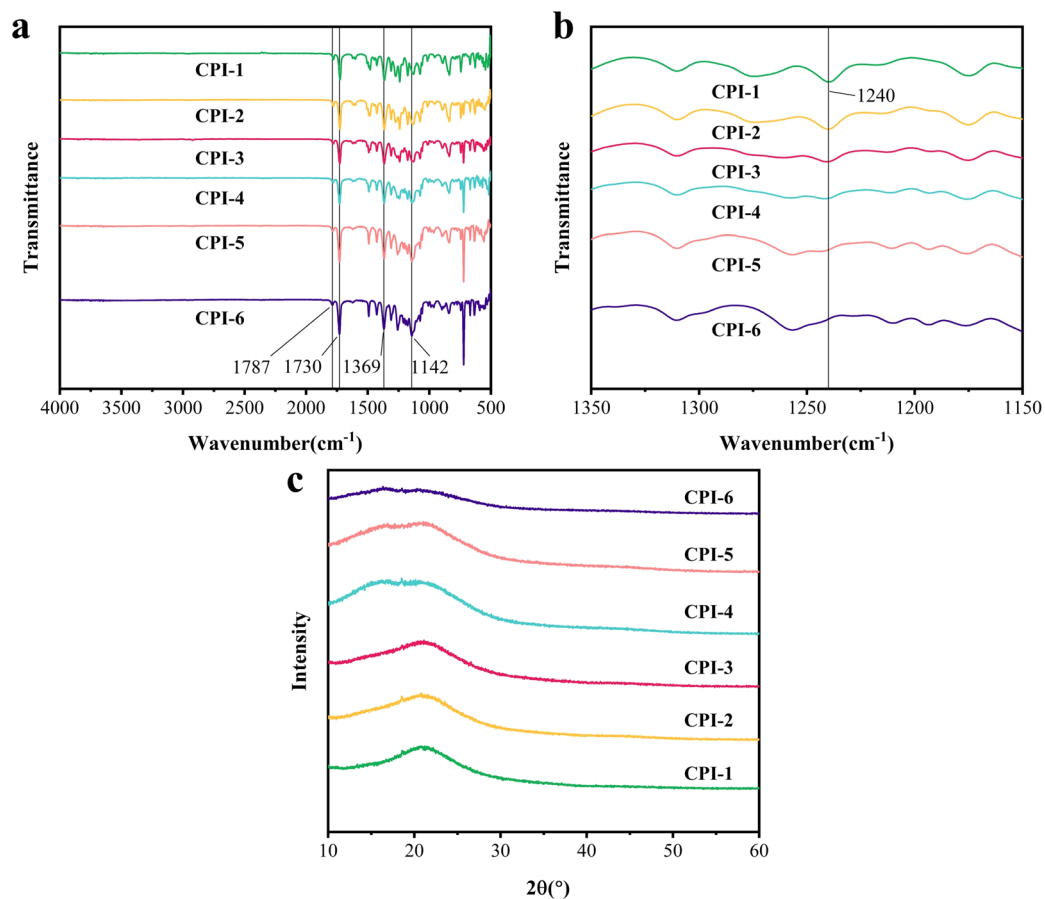 a
CPI-1
CPI-2
CPI-3
CPI-4
CPI-5
CPI-6
1787
1730
1369
1142
Transmittance
4000 3500 3000 2500 2000 1500 1000 500
Wavenumber(cm⁻¹)
b
CPI-1
1240
CPI-2
CPI-3
CPI-4
CPI-5
CPI-6
Transmittance
1350 1300 1250 1200 1150
Wavenumber(cm⁻¹)
c
CPI-6
CPI-5
CPI-4
CPI-3
CPI-2
CPI-1
Intensity
10 20 30 40 50 60
2θ(°)